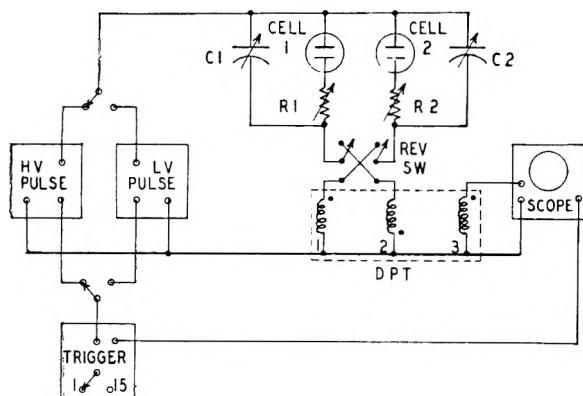 CELL
1
CELL
2
C1
C2
R1
R2
REV
SW
HV
PULSE
LV
PULSE
SCOPE
1
2
3
DPT
TRIGGER
1
15